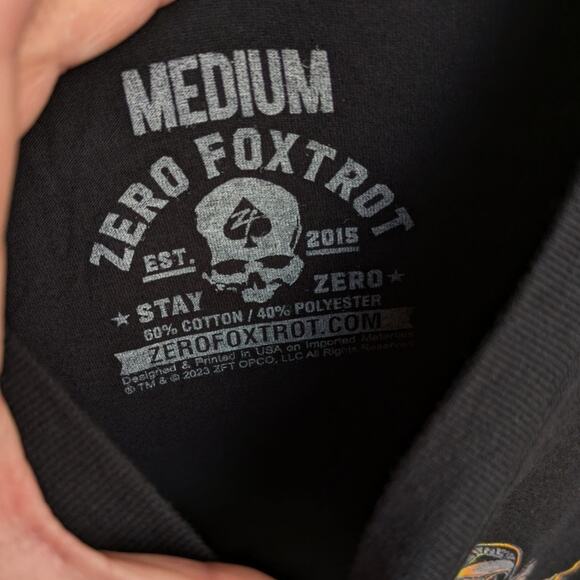 MEDIUM
ZERO FOXTROT
ZF
EST. 2015
★ STAY ZERO ★
60% COTTON / 40% POLYESTER
ZEROFOXTROT.COM
Designed & Printed in USA on Imported Materials
® TM & © 2023 ZFT OPCO, LLC All Rights Reserved